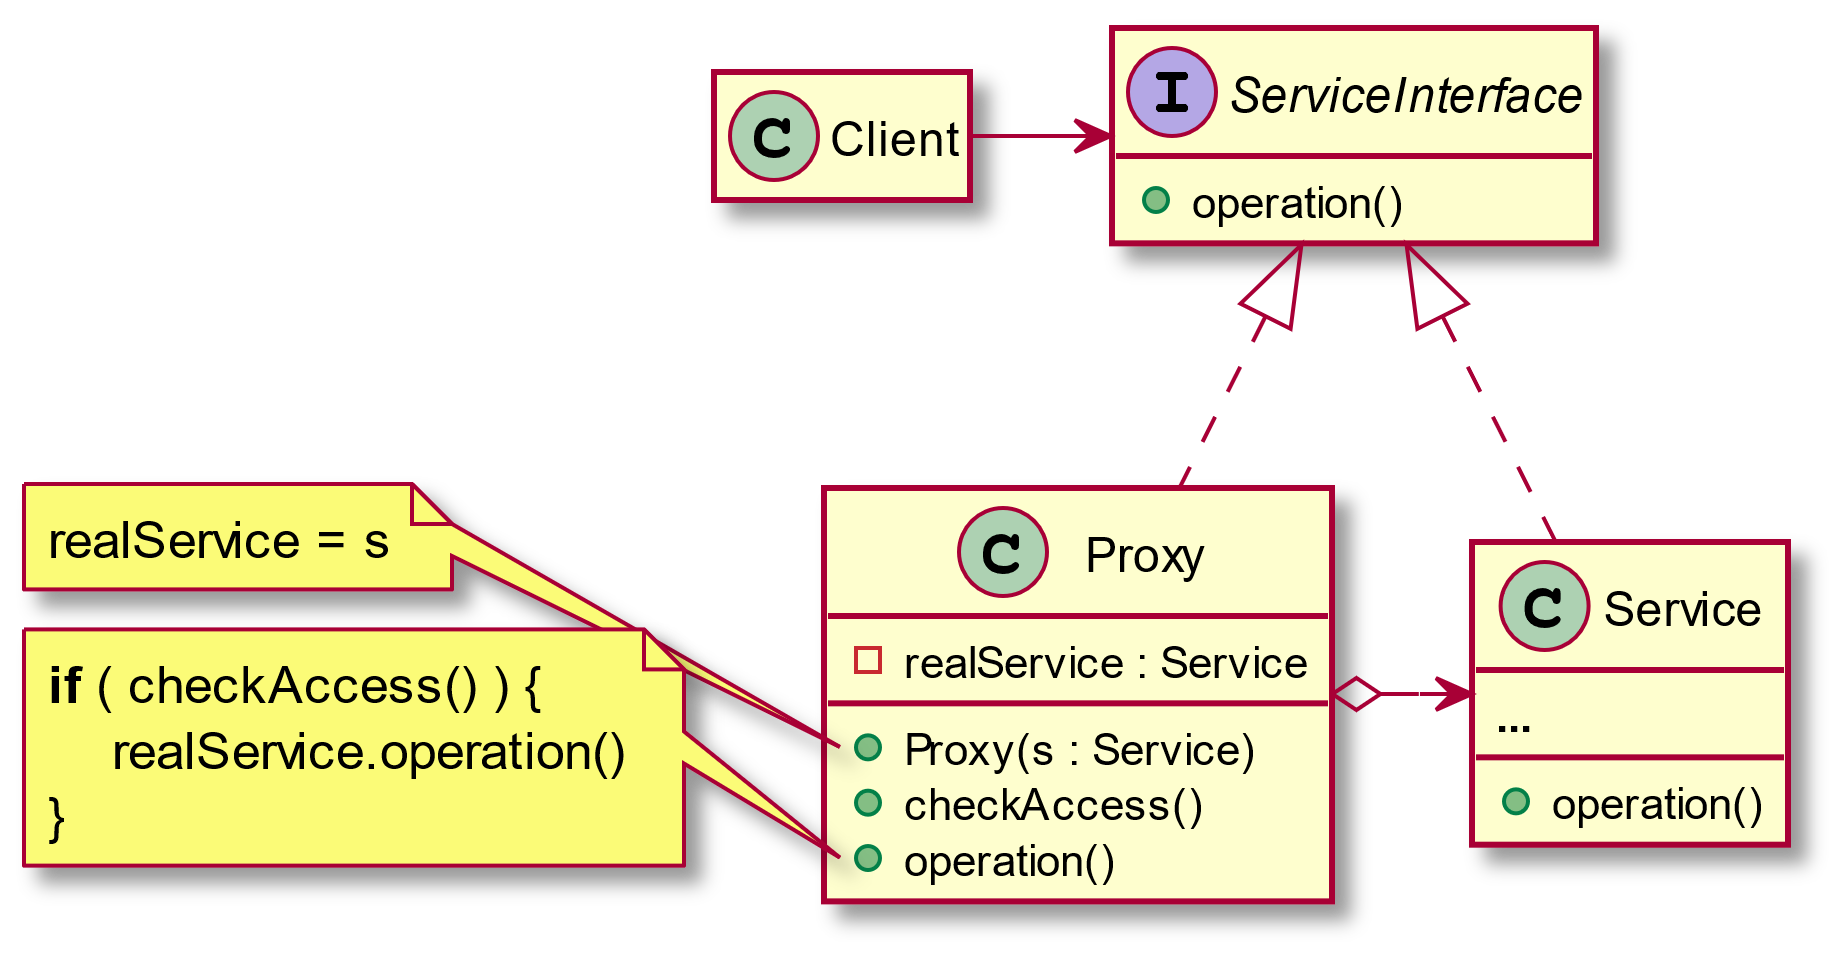 C Client
I ServiceInterface
operation()
realService = s
if ( checkAccess() ) {
realService.operation()
}
C Proxy
realService : Service
Proxy(s : Service)
checkAccess()
operation()
C Service
...
operation()